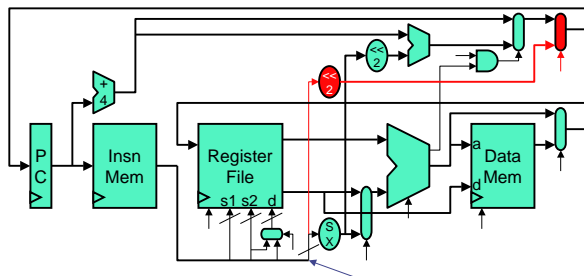 <<
2
<<
2
+
4
P
C
Insn
Mem
Register
File
s1 s2 d
S
X
a
d
Data
Mem